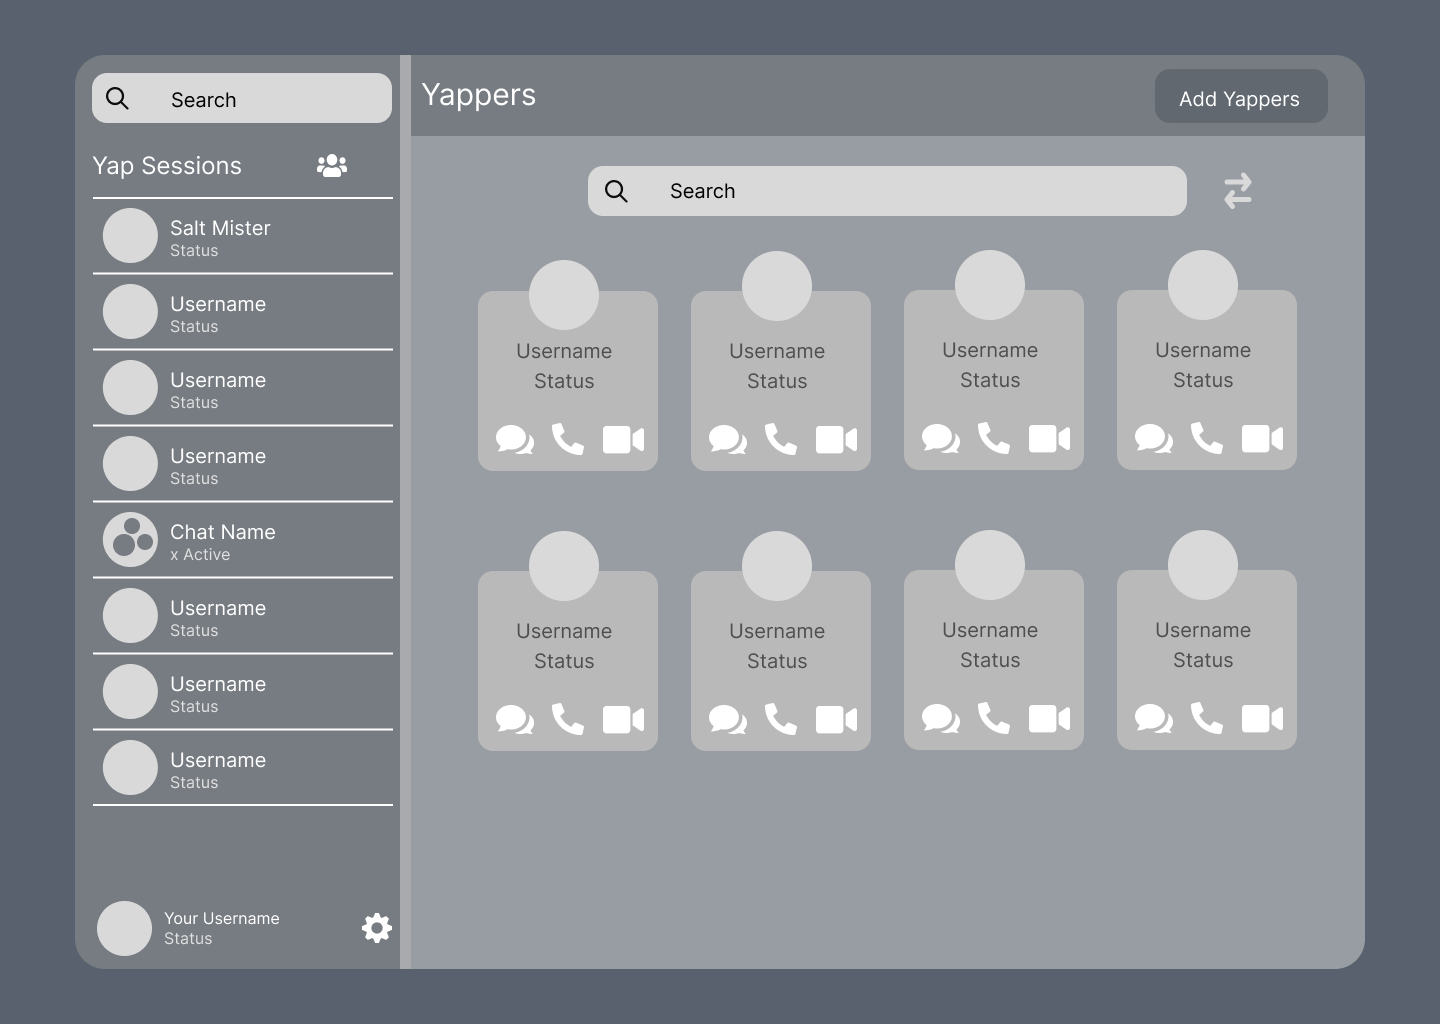 Search
Yap Sessions
Salt Mister
Status
Username
Status
Username
Status
Username
Status
Chat Name
x Active
Username
Status
Username
Status
Username
Status
Your Username
Status
Yappers
Add Yappers
Search
Username
Status
Username
Status
Username
Status
Username
Status
Username
Status
Username
Status
Username
Status
Username
Status